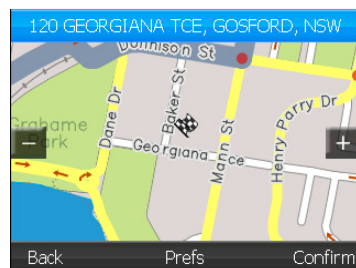 120 GEORGIANA TCE, GOSFORD, NSW
Donnison St
Baker St
Dane Dr
Mann St
Henry Parry Dr
Grahame
Park
Georgiana Tce
-
+
Back Prefs Confirm